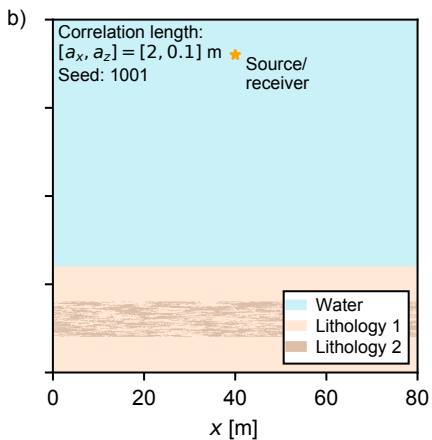 b)
Correlation length:
[aₓ, a_z] = [2, 0.1] m
Seed: 1001
Source/
receiver
Water
Lithology 1
Lithology 2
0 20 40 60 80
x [m]